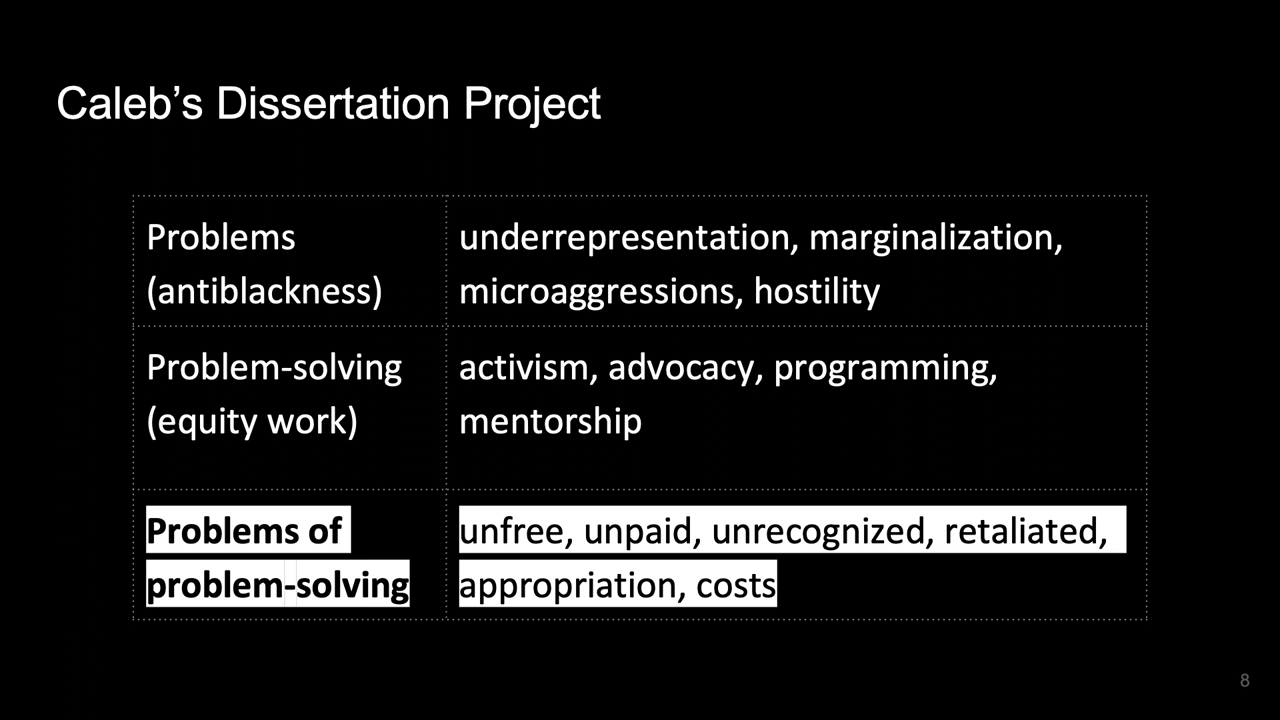 Caleb’s Dissertation Project
Problems
(antiblackness)
underrepresentation, marginalization,
microaggressions, hostility
Problem-solving
(equity work)
activism, advocacy, programming,
mentorship
Problems of
problem-solving
unfree, unpaid, unrecognized, retaliated,
appropriation, costs
8